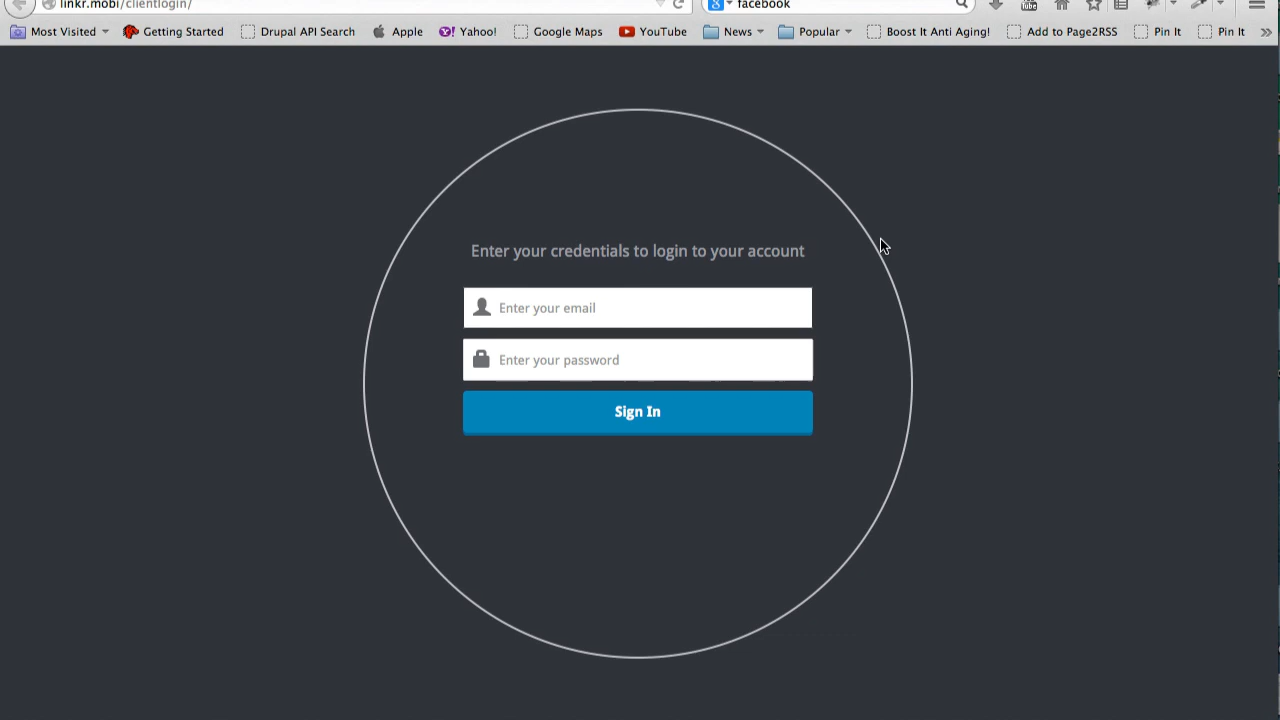 linkr.mobi/clientlogin/
facebook
Most Visited Getting Started Drupal API Search Apple Yahoo! Google Maps YouTube News Popular Boost It Anti Aging! Add to Page2RSS Pin It Pin It
Enter your credentials to login to your account
Enter your email
Enter your password
Sign In